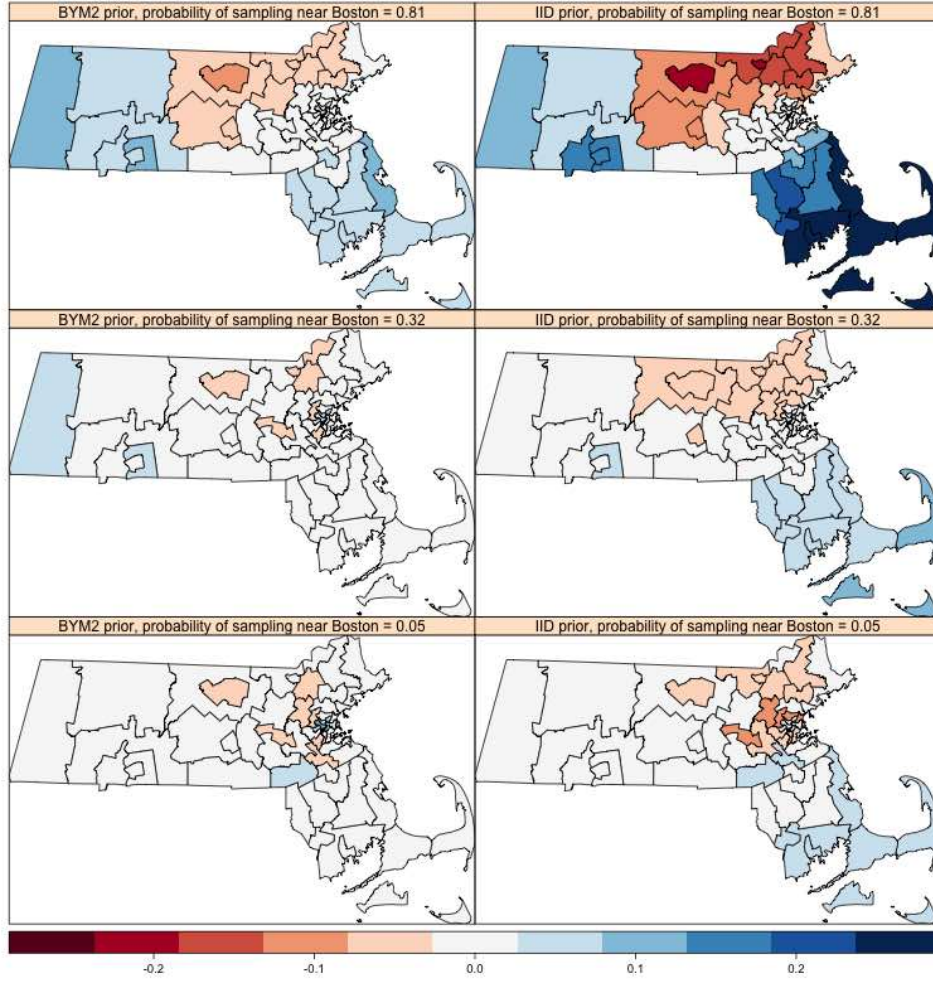 BYM2 prior, probability of sampling near Boston = 0.81
IID prior, probability of sampling near Boston = 0.81
BYM2 prior, probability of sampling near Boston = 0.32
IID prior, probability of sampling near Boston = 0.32
BYM2 prior, probability of sampling near Boston = 0.05
IID prior, probability of sampling near Boston = 0.05
-0.2 -0.1 0.0 0.1 0.2